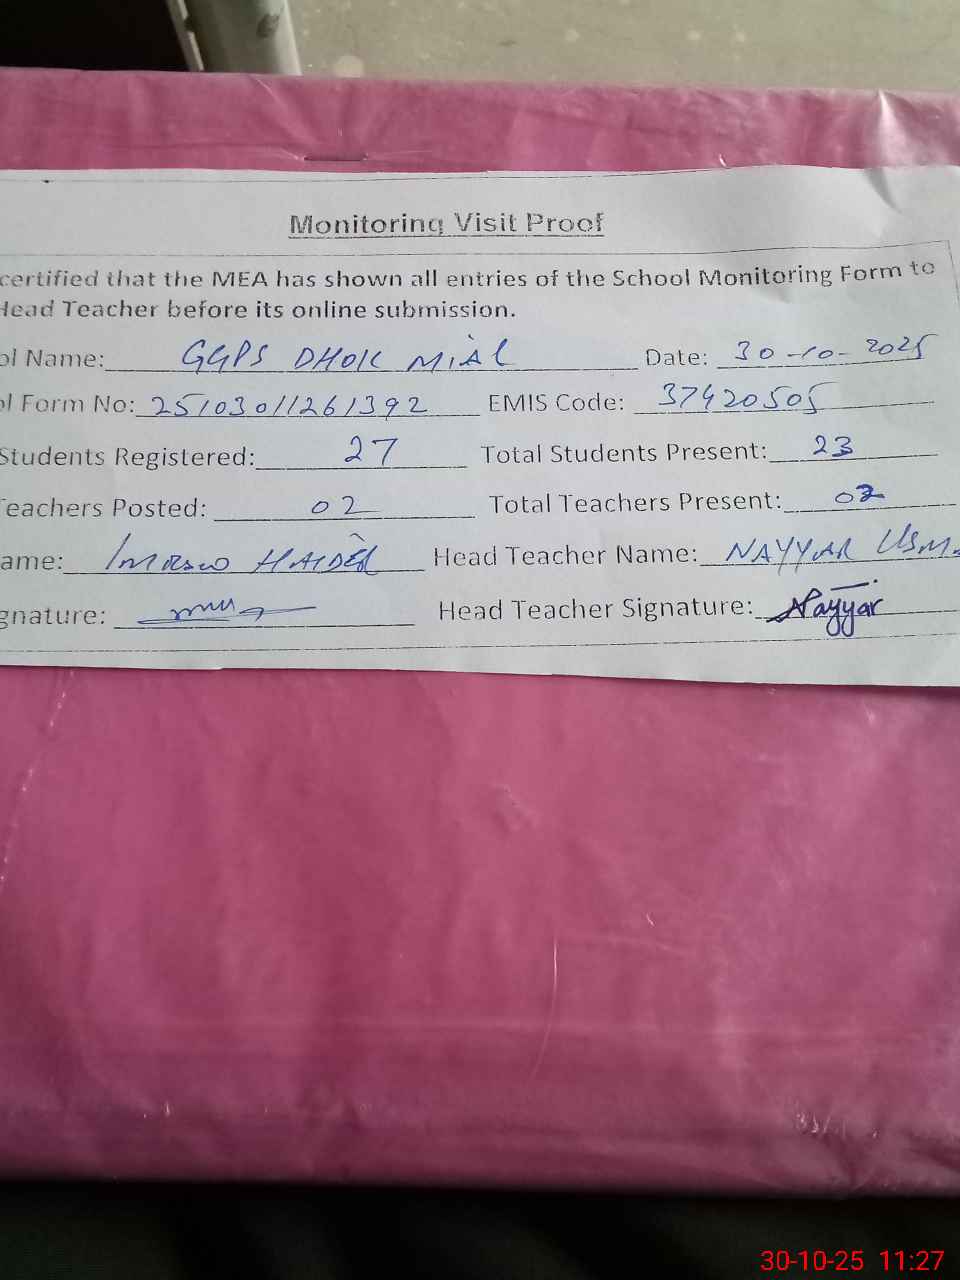 Monitoring Visit Proof
certified that the MEA has shown all entries of the School Monitoring Form to
Head Teacher before its online submission.
ol Name: GGPS DHOK MIAL Date: 30-10-2025
ol Form No: 25103011261392 EMIS Code: 37420505
Students Registered: 27 Total Students Present: 23
Teachers Posted: 02 Total Teachers Present: 02
ame: HAIDER Head Teacher Name: NAYYAR USMA
gnature: Head Teacher Signature: Nayyar
30-10-25 11:27